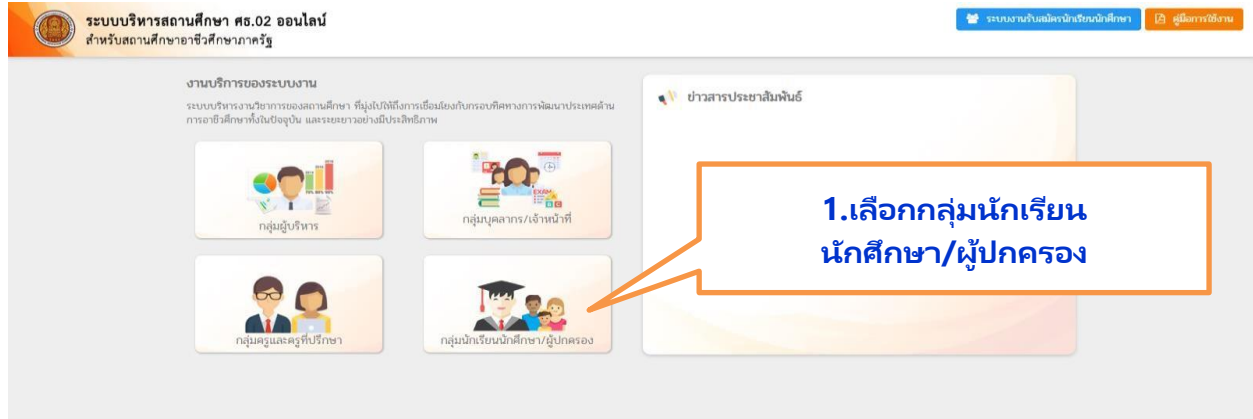 ระบบบริหารสถานศึกษา ศธ.02 ออนไลน์
สำหรับสถานศึกษาอาชีวศึกษาภาครัฐ
ระบบงานรับสมัครนักเรียนนักศึกษา
คู่มือการใช้งาน
งานบริการของระบบงาน
ระบบบริหารงานวิชาการของสถานศึกษา ที่มุ่งไปให้ถึงการเชื่อมโยงกับกรอบทิศทางการพัฒนาประเทศด้าน
การอาชีวศึกษาทั้งในปัจจุบัน และระยะยาวอย่างมีประสิทธิภาพ
ข่าวสารประชาสัมพันธ์
กลุ่มผู้บริหาร
กลุ่มบุคลากร/เจ้าหน้าที่
กลุ่มครูและครูที่ปรึกษา
กลุ่มนักเรียนนักศึกษา/ผู้ปกครอง
1.เลือกกลุ่มนักเรียน
นักศึกษา/ผู้ปกครอง